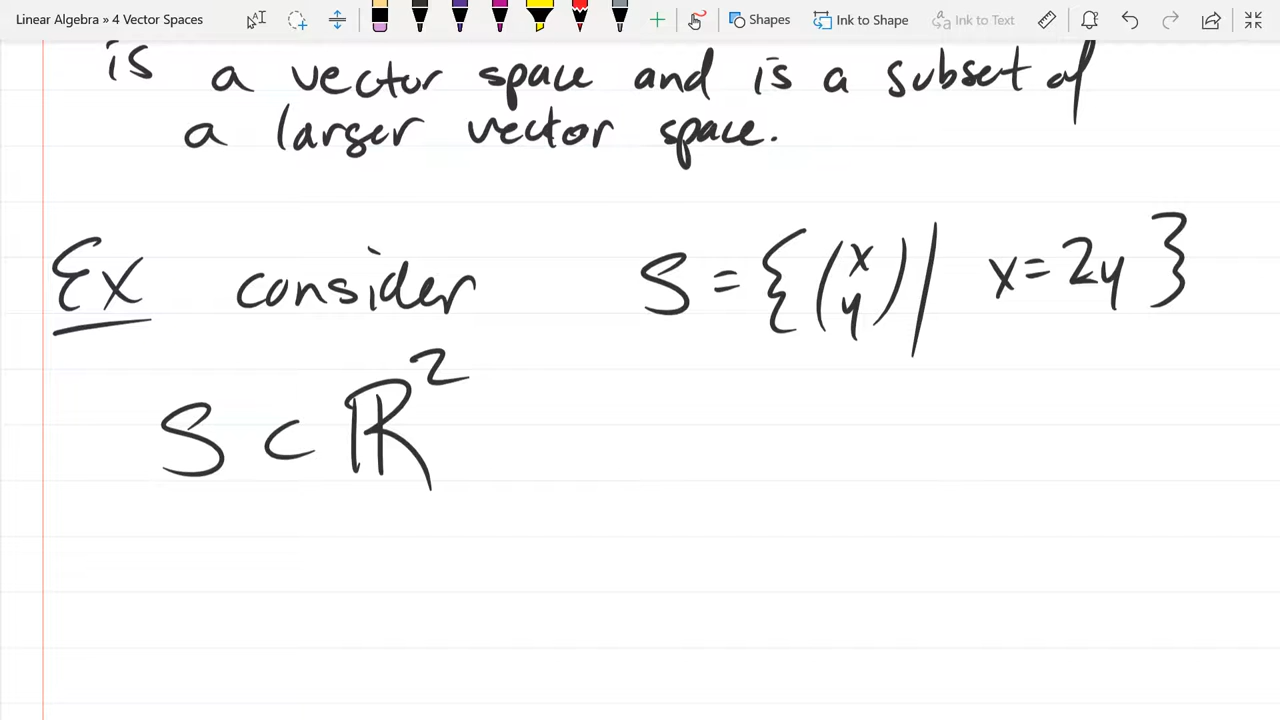 Linear Algebra » 4 Vector Spaces Shapes Ink to Shape Ink to Text
is a vector space and is a subset of
a larger vector space.
Ex consider S = { (x y) | x = 2y }
S ⊂ ℝ²